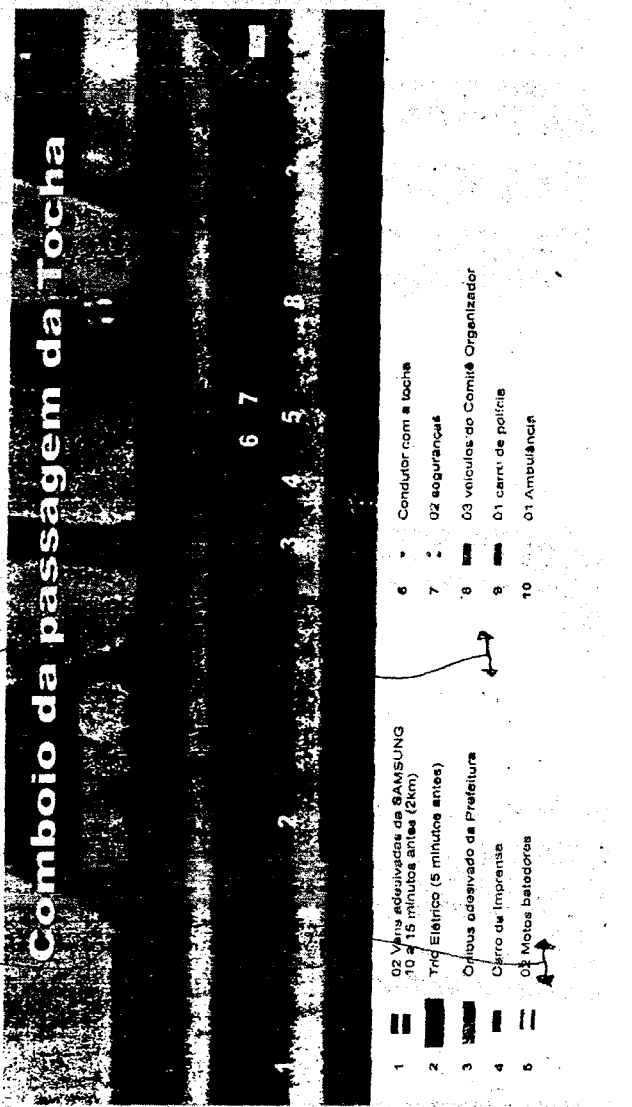 Comboio da passagem da Tocha
1
2
3
4
5
6 7
8
1 02 Vans adesivadas da SAMSUNG
10 a 15 minutos antes (2km)
2 Trio Elétrico (5 minutos antes)
3 Ônibus adesivado da Prefeitura
4 Carro de Imprensa
5 02 Motos batedores
6 Condutor com a tocha
7 02 seguranças
8 03 veículos do Comitê Organizador
9 01 carro de polícia
10 01 Ambulância